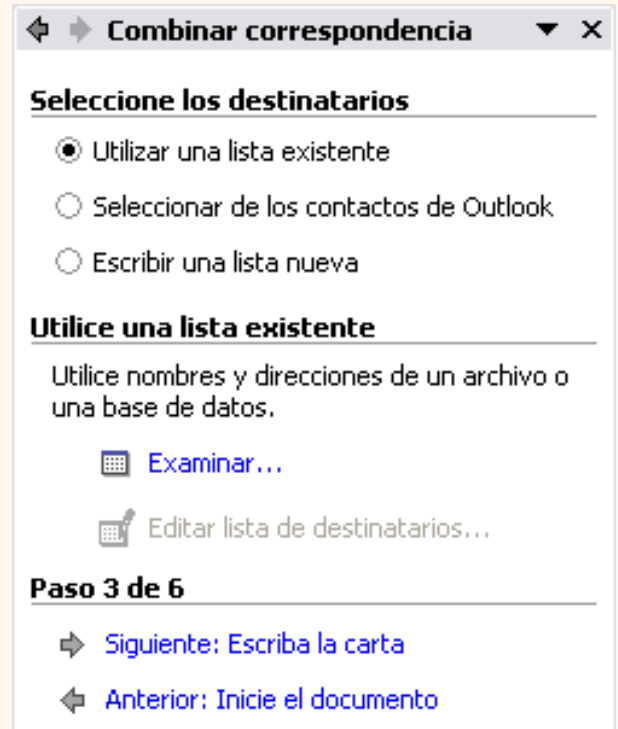 Combinar correspondencia
Seleccione los destinatarios
Utilizar una lista existente
Seleccionar de los contactos de Outlook
Escribir una lista nueva
Utilice una lista existente
Utilice nombres y direcciones de un archivo o
una base de datos.
Examinar...
Editar lista de destinatarios...
Paso 3 de 6
Siguiente: Escriba la carta
Anterior: Inicie el documento